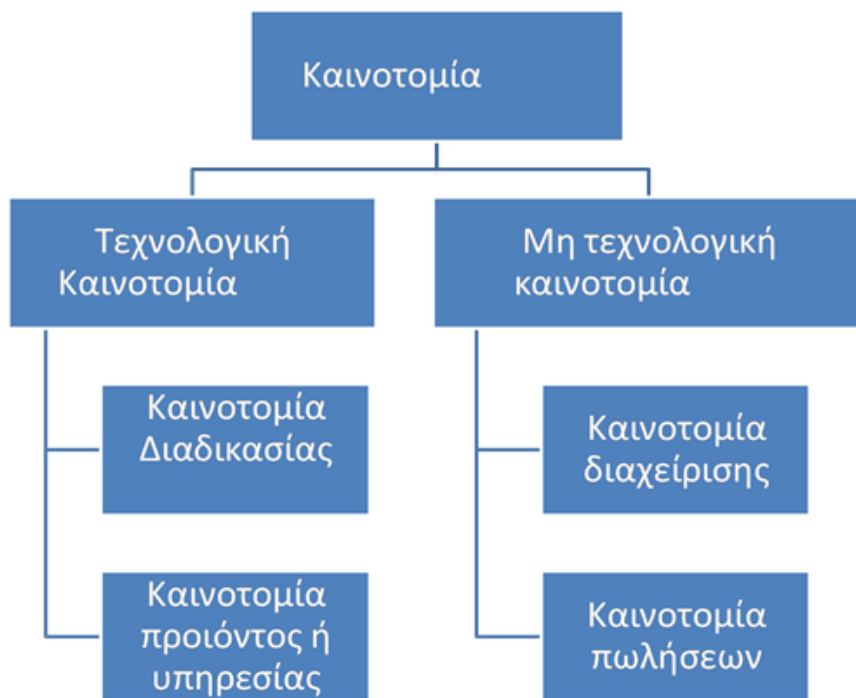 Καινοτομία
Τεχνολογική
Καινοτομία
Μη τεχνολογική
καινοτομία
Καινοτομία
Διαδικασίας
Καινοτομία
διαχείρισης
Καινοτομία
προιόντος ή
υπηρεσίας
Καινοτομία
πωλήσεων